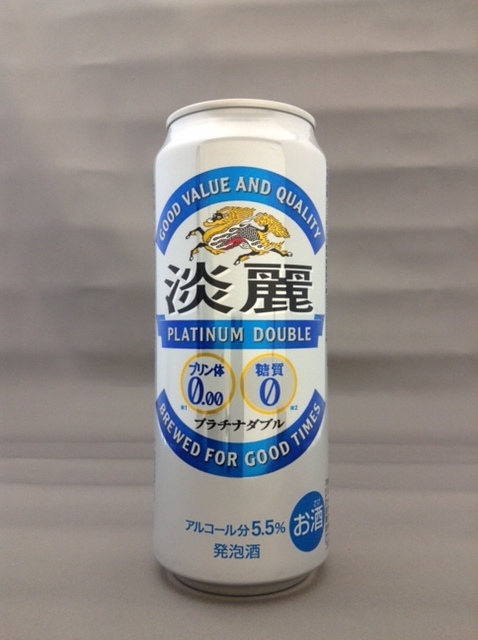 GOOD VALUE AND QUALITY
淡麗
PLATINUM DOUBLE
プリン体
0.00
※1
糖質
0
※2
プラチナダブル
BREWED FOR GOOD TIMES
アルコール分5.5%
発泡酒
お酒